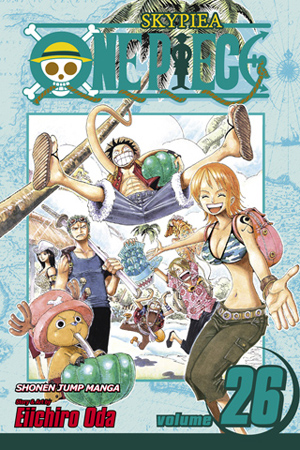 SKYPIEA
ONE PIECE
SHONEN JUMP MANGA
Story & Art by
Eiichiro Oda
volume 26